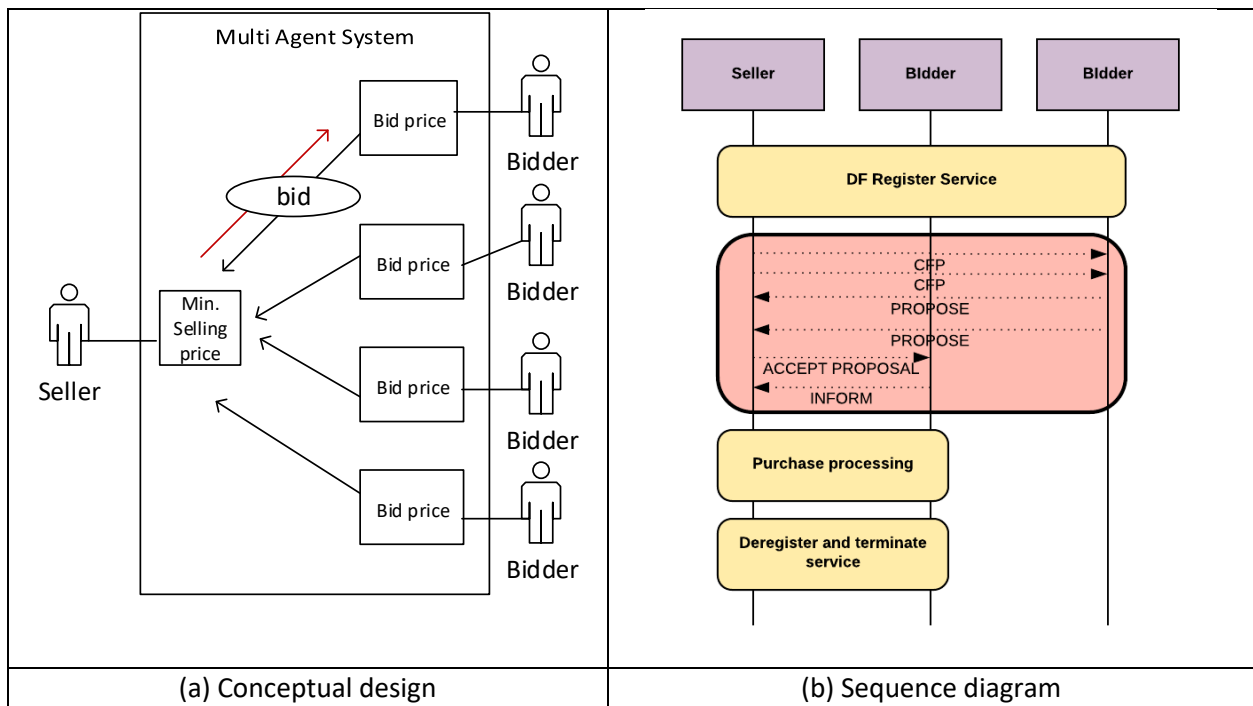 Multi Agent System
Bid price
Bidder
bid
Bid price
Bidder
Min.
Selling
price
Seller
Bid price
Bidder
Bid price
Bidder
(a) Conceptual design
Seller
BIdder
BIdder
DF Register Service
CFP
CFP
PROPOSE
PROPOSE
ACCEPT PROPOSAL
INFORM
Purchase processing
Deregister and terminate
service
(b) Sequence diagram